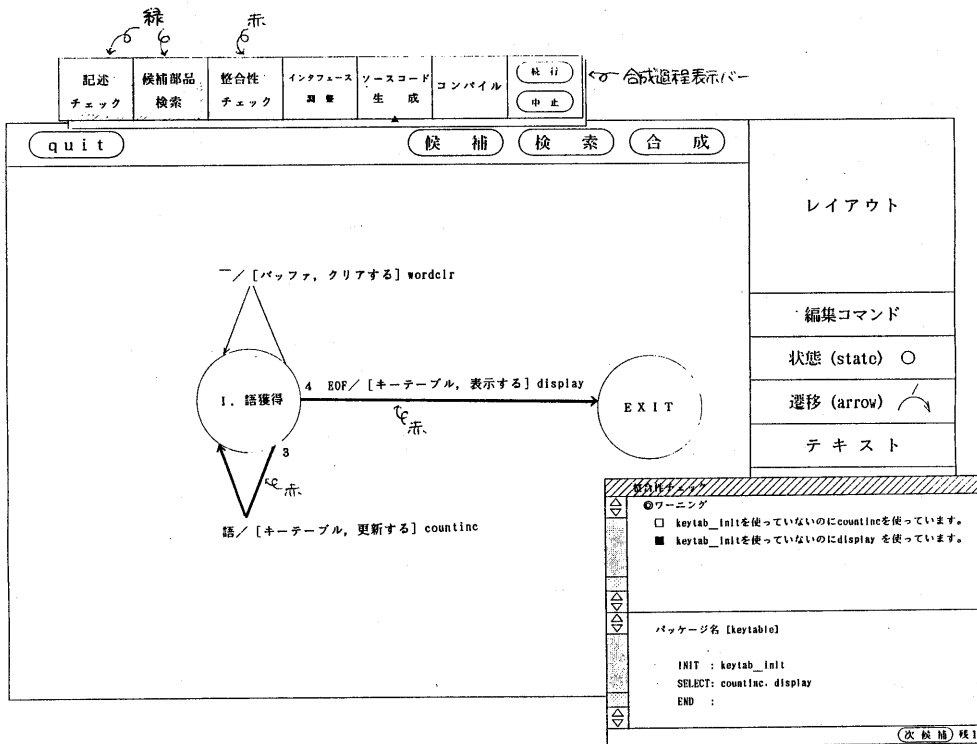 緑
赤
記述
チェック
候補部品
検索
整合性
チェック
インタフェース
調整
ソースコード
生 成
コンパイル
続 行
中 止
合成過程表示バー
quit
候 補
検 索
合 成
レイアウト
編集コマンド
状態 (state) ○
遷移 (arrow)
テ キ ス ト
￣／ [バッファ, クリアする] wordclr
1. 語獲得
4 EOF／ [キーテーブル, 表示する] display
赤
EXIT
3
赤
語／ [キーテーブル, 更新する] countinc
整合性チェック
◎ワーニング
□ keytab__initを使っていないのにcountincを使っています。
■ keytab__initを使っていないのにdisplay を使っています。
パッケージ名 [keytable]
INIT : keytab__init
SELECT: countinc, display
END :
次 候 補
残1